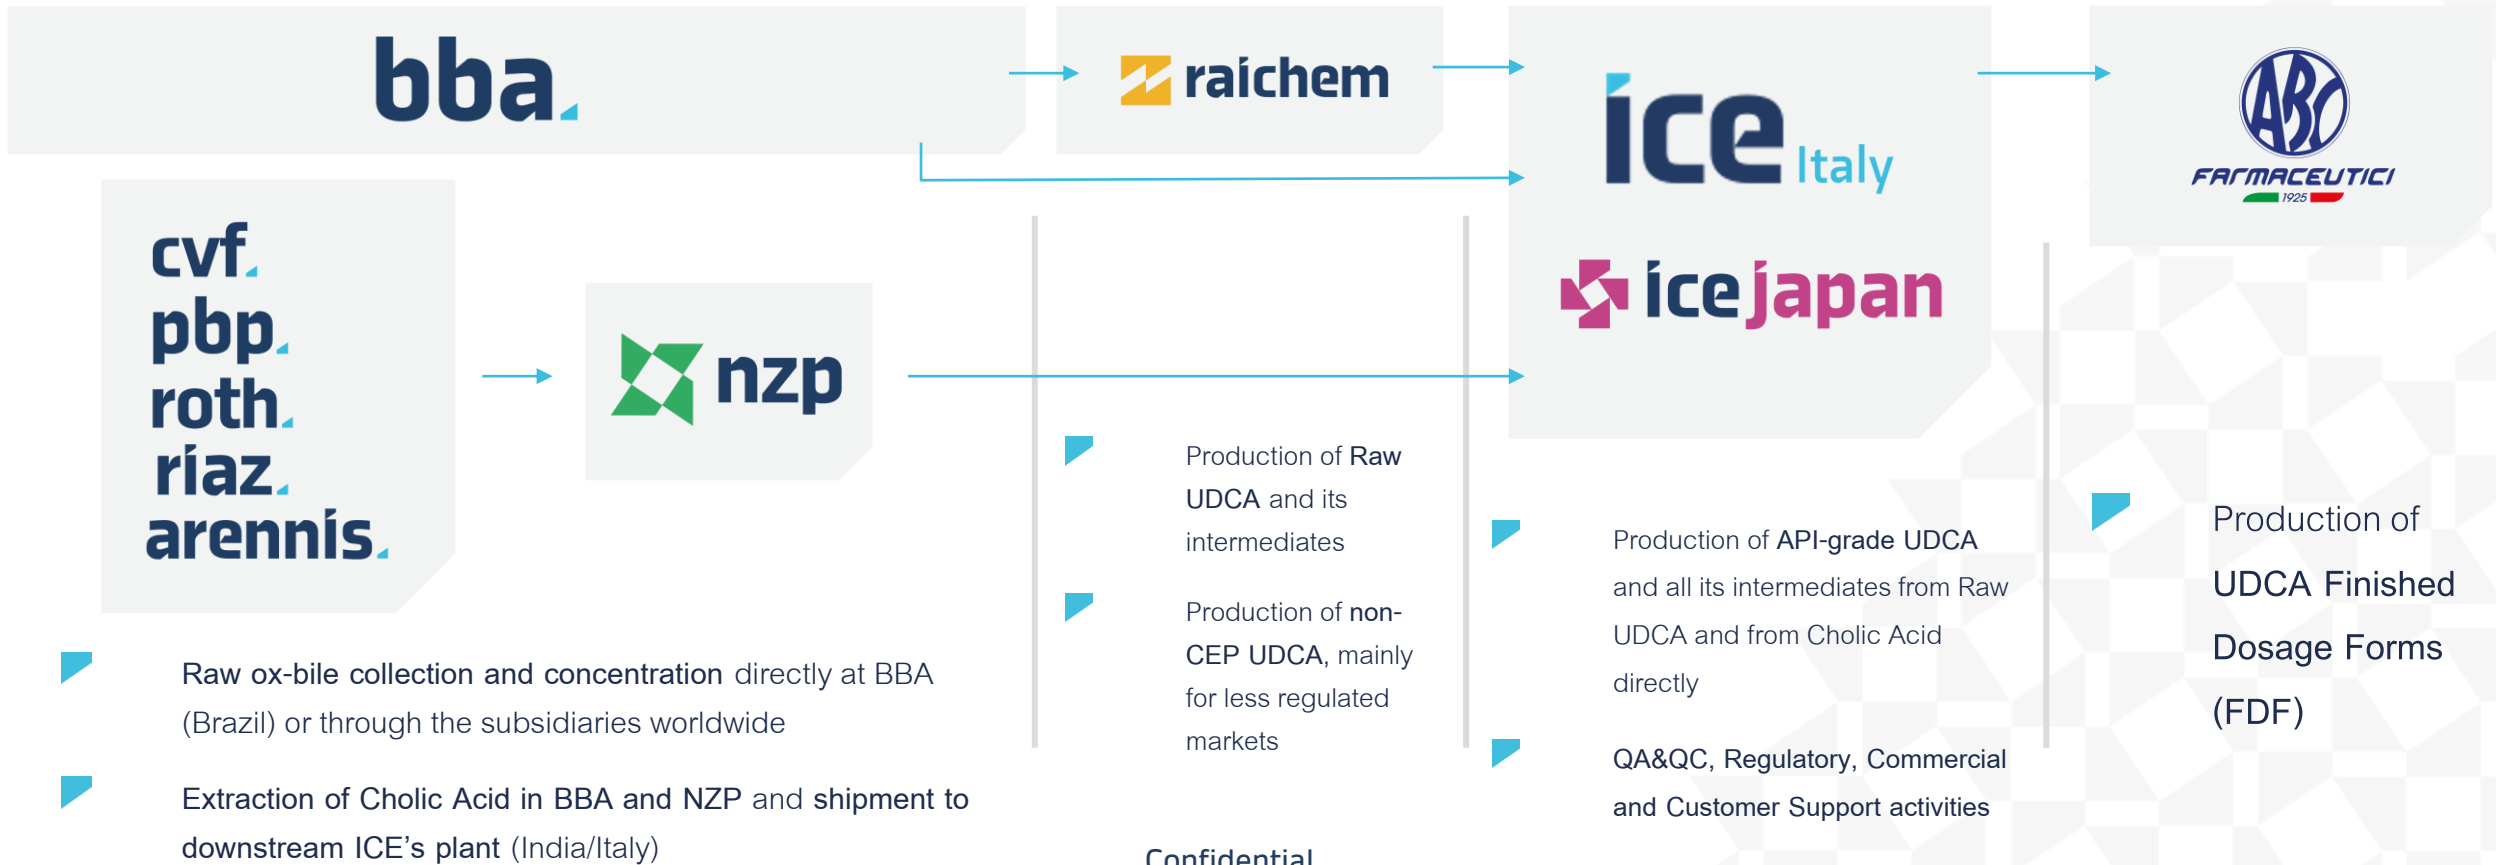 bba.
raichem
ice Italy
ABC
FARMACEUTICI
1925
cvf.
pbp.
roth.
riaz.
arennis.
nzp
icejapan
Raw ox-bile collection and concentration directly at BBA
(Brazil) or through the subsidiaries worldwide
Extraction of Cholic Acid in BBA and NZP and shipment to
downstream ICE’s plant (India/Italy)
Production of Raw
UDCA and its
intermediates
Production of non-
CEP UDCA, mainly
for less regulated
markets
Production of API-grade UDCA
and all its intermediates from Raw
UDCA and from Cholic Acid
directly
QA&QC, Regulatory, Commercial
and Customer Support activities
Production of
UDCA Finished
Dosage Forms
(FDF)
Confidential